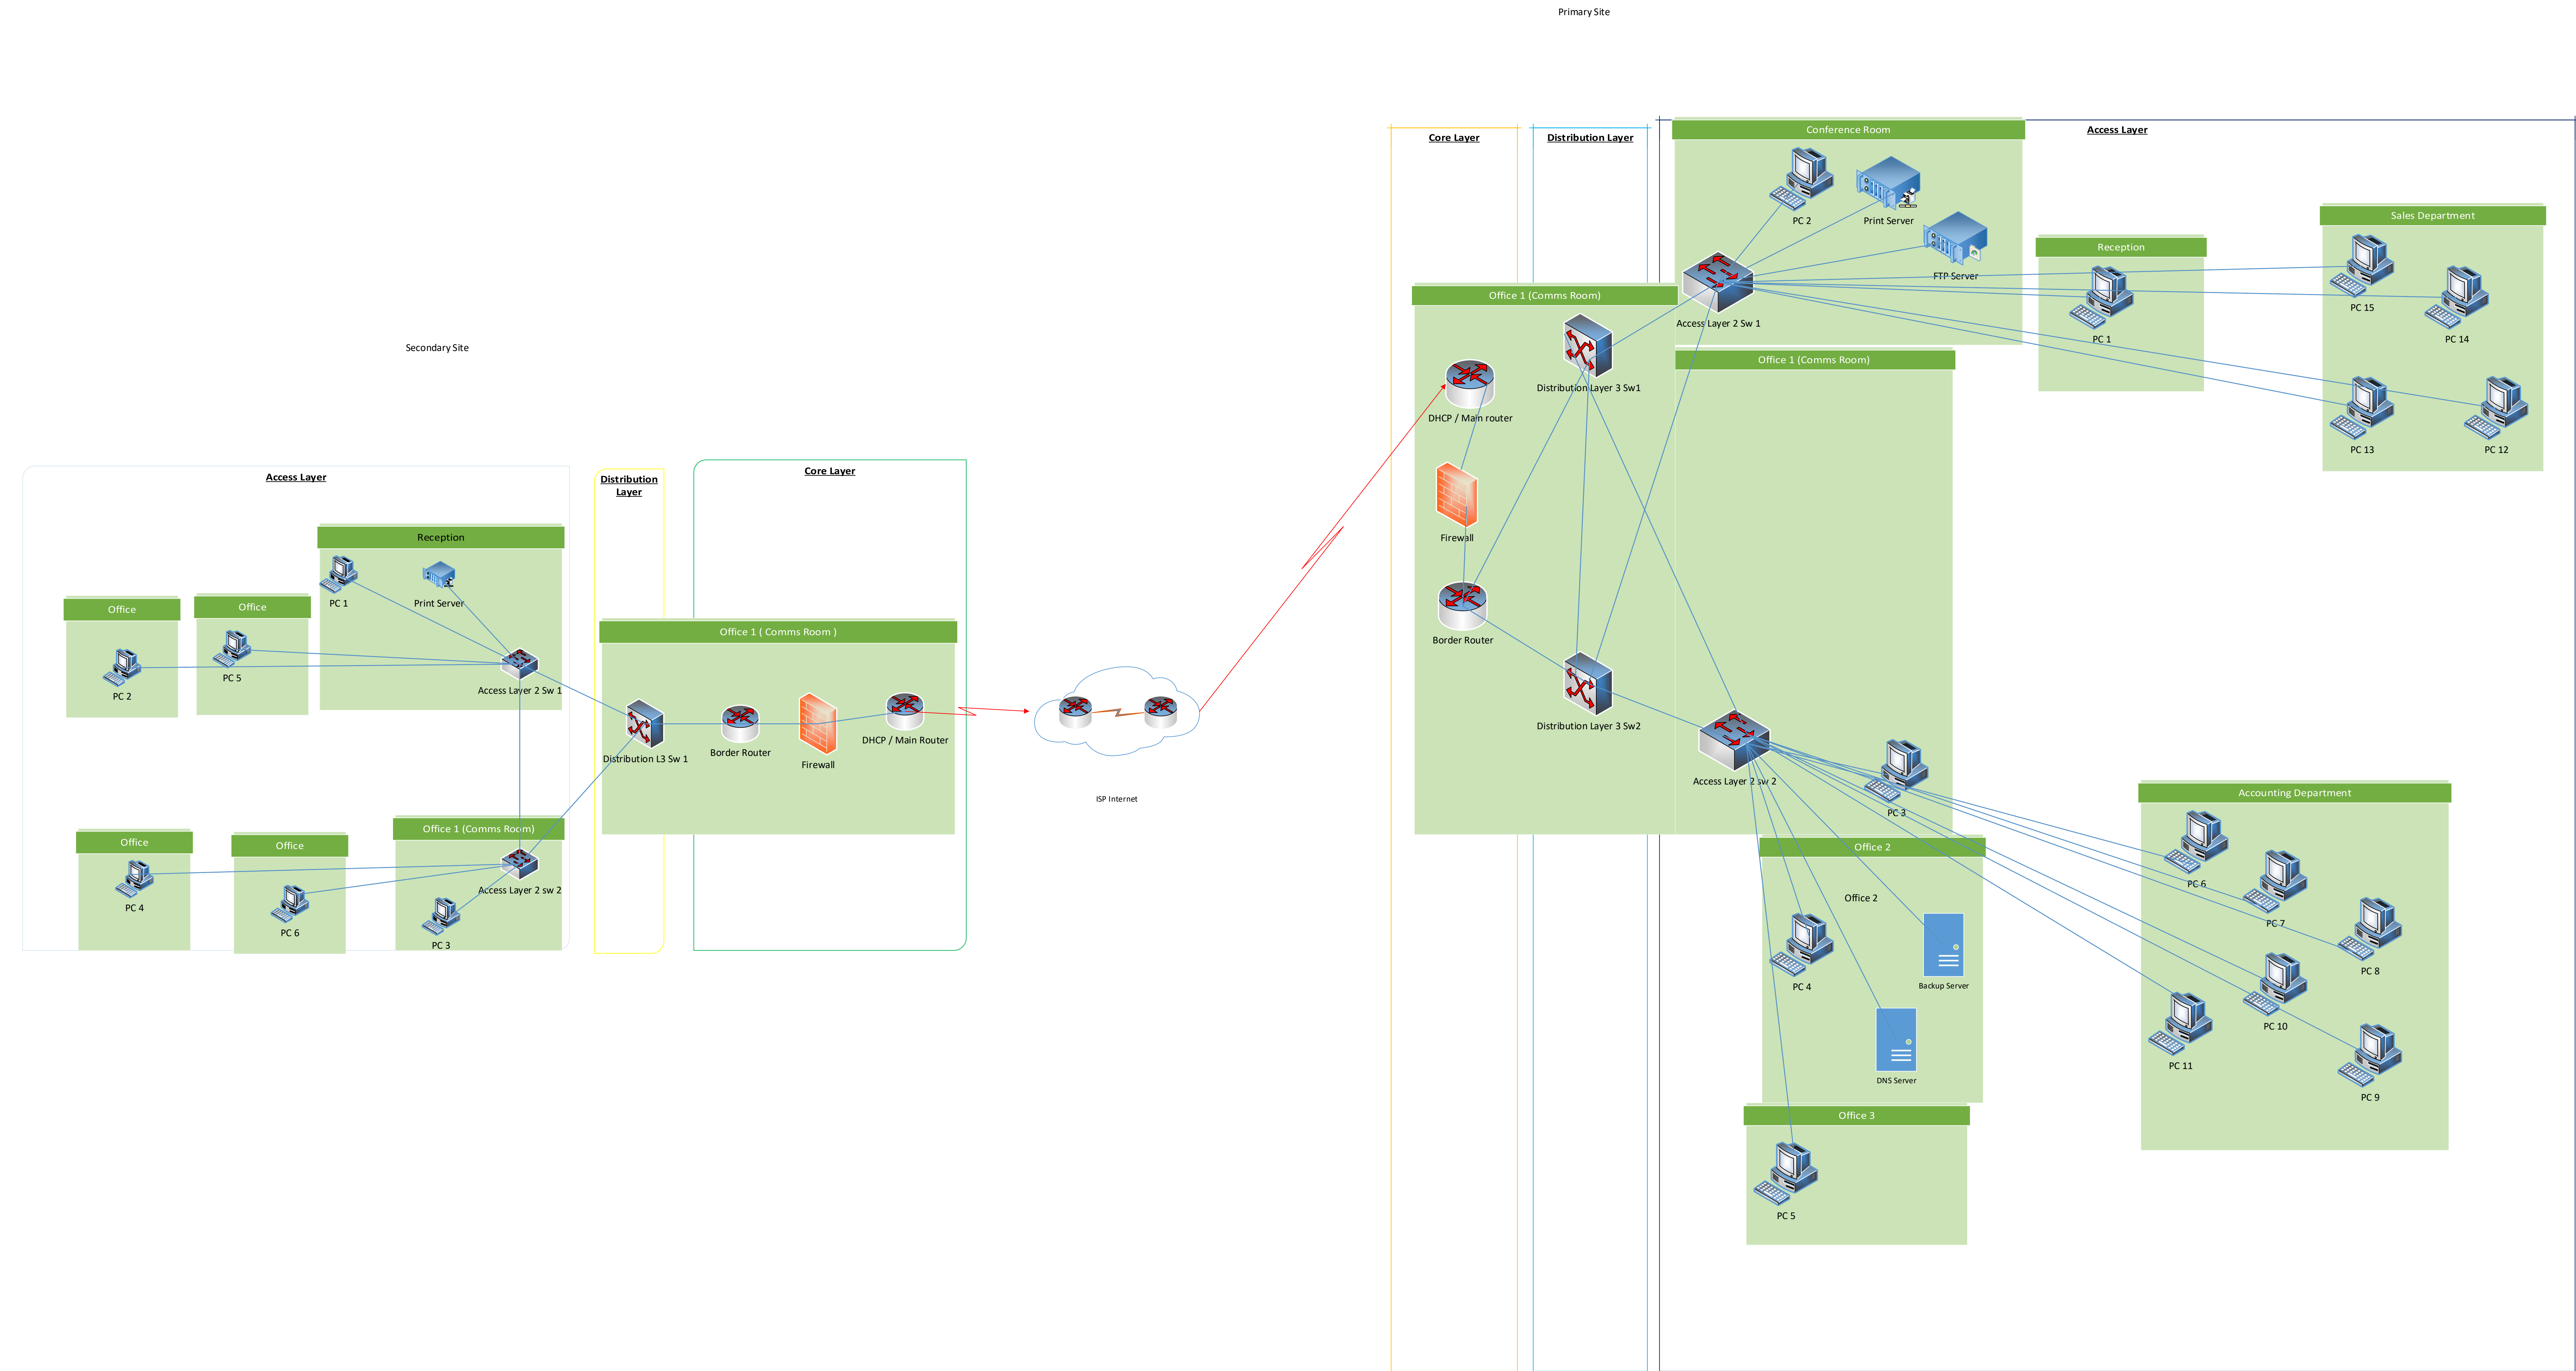 Primary Site
Secondary Site
Access Layer
Distribution
Layer
Core Layer
Reception
PC 1
Print Server
Office
PC 2
Office
PC 5
Access Layer 2 Sw 1
Office
PC 4
Office
PC 6
Office 1 (Comms Room)
Access Layer 2 sw 2
PC 3
Office 1 ( Comms Room )
Distribution L3 Sw 1
Border Router
Firewall
DHCP / Main Router
ISP Internet
Core Layer
Distribution Layer
Access Layer
Office 1 (Comms Room)
DHCP / Main router
Firewall
Border Router
Distribution Layer 3 Sw1
Distribution Layer 3 Sw2
Conference Room
PC 2
Print Server
FTP Server
Access Layer 2 Sw 1
Office 1 (Comms Room)
Access Layer 2 sw 2
PC 3
Reception
PC 1
Sales Department
PC 15
PC 14
PC 13
PC 12
Office 2
Office 2
PC 4
Backup Server
DNS Server
Office 3
PC 5
Accounting Department
PC 6
PC 7
PC 8
PC 10
PC 11
PC 9